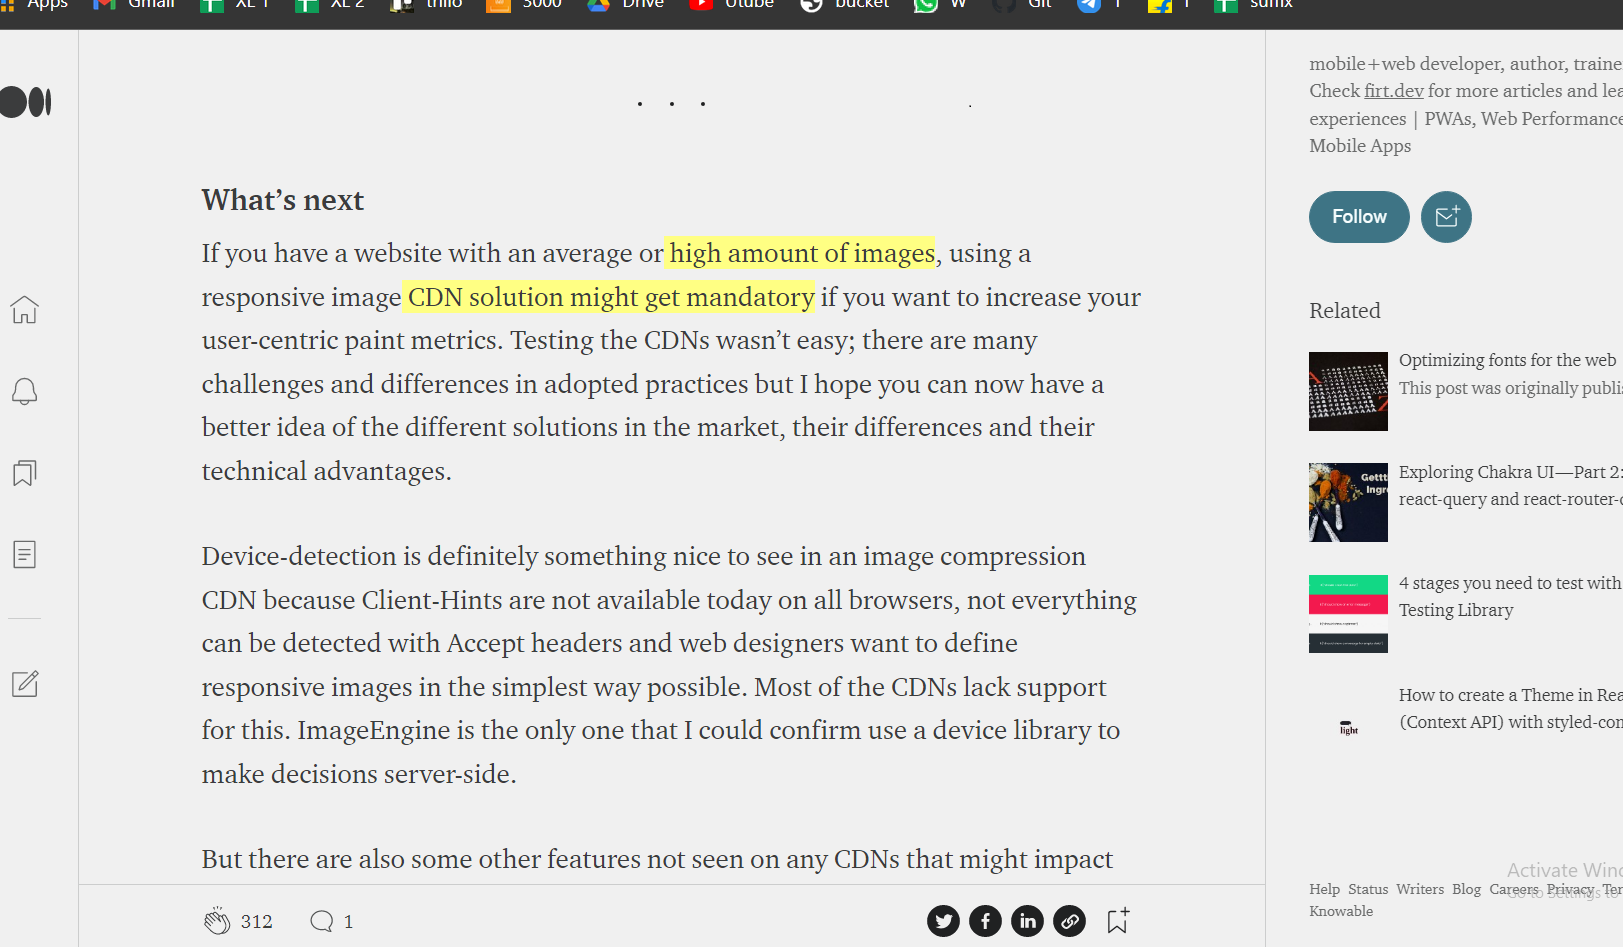 Apps Gmail XL 1 XL 2 trilo 3000 Drive Utube bucket W Git T T sufix
mobile+web developer, author, traine
Check firt.dev for more articles and lea
experiences | PWAs, Web Performance
Mobile Apps
Follow
What’s next
If you have a website with an average or high amount of images, using a
responsive image CDN solution might get mandatory if you want to increase your
user-centric paint metrics. Testing the CDNs wasn’t easy; there are many
challenges and differences in adopted practices but I hope you can now have a
better idea of the different solutions in the market, their differences and their
technical advantages.
Device-detection is definitely something nice to see in an image compression
CDN because Client-Hints are not available today on all browsers, not everything
can be detected with Accept headers and web designers want to define
responsive images in the simplest way possible. Most of the CDNs lack support
for this. ImageEngine is the only one that I could confirm use a device library to
make decisions server-side.
But there are also some other features not seen on any CDNs that might impact
312 1
Related
Optimizing fonts for the web
This post was originally publis
Exploring Chakra UI—Part 2:
react-query and react-router-
Gettt
Ingre
4 stages you need to test with
Testing Library
How to create a Theme in Rea
(Context API) with styled-con
light
Activate Wind
Go to Settings to
Help Status Writers Blog Careers Privacy Ter
Knowable